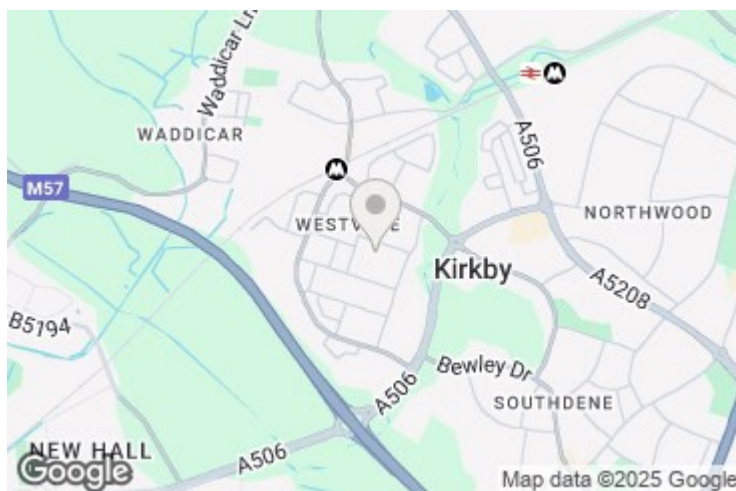 Waddicar Ln
WADDICAR
M57
A506
NORTHWOOD
Kirkby
A5208
B5194
Bewley Dr
A506
SOUTHDENE
A506
NEW HALL
Google
Map data ©2025 Google